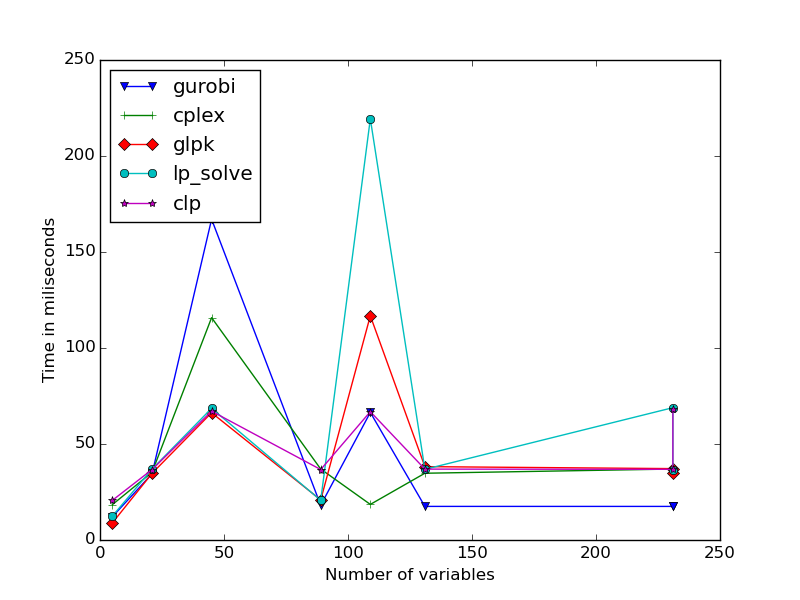 250
200
150
100
50
0
Time in miliseconds
gurobi
cplex
glpk
lp_solve
clp
0 50 100 150 200 250
Number of variables